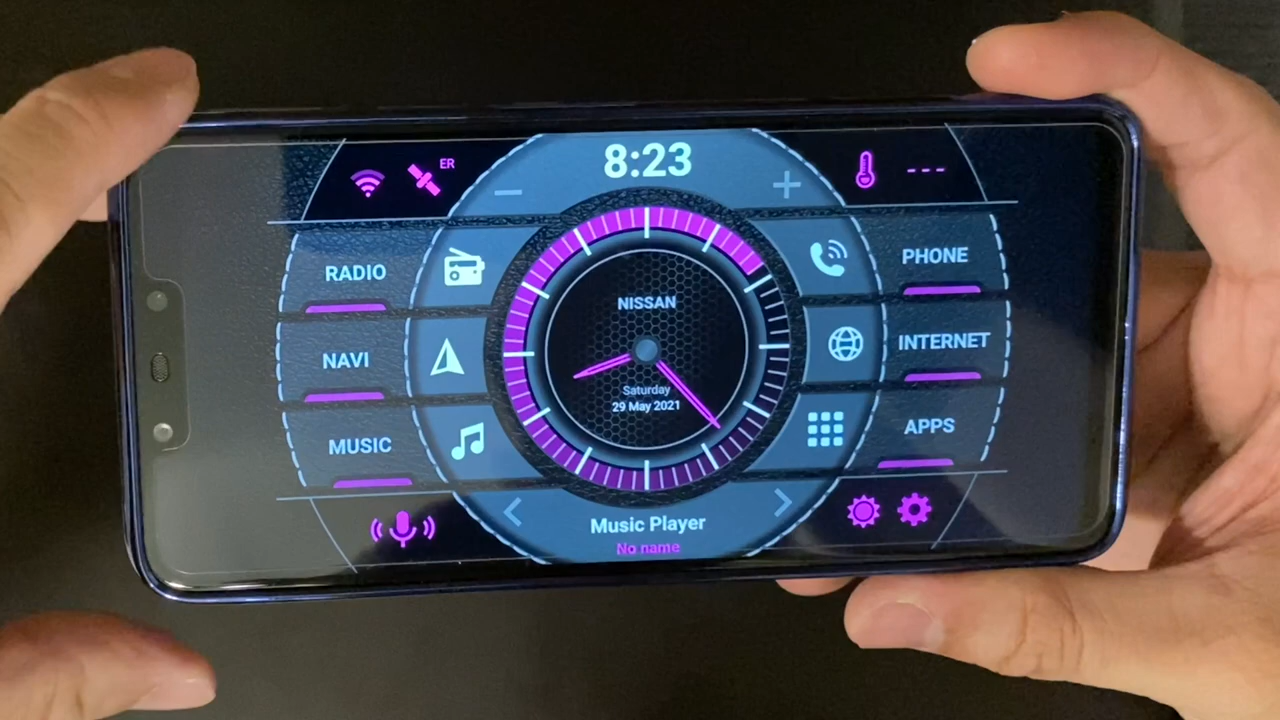 ER
8:23
---
RADIO
PHONE
NISSAN
NAVI
INTERNET
Saturday
29 May 2021
MUSIC
APPS
Music Player
No name